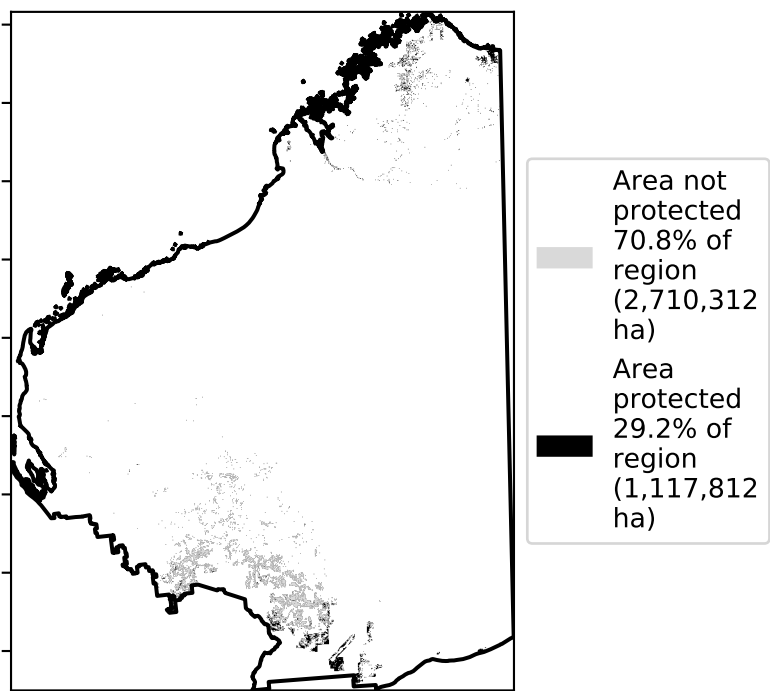 Area not
protected
70.8% of
region
(2,710,312
ha)
Area
protected
29.2% of
region
(1,117,812
ha)